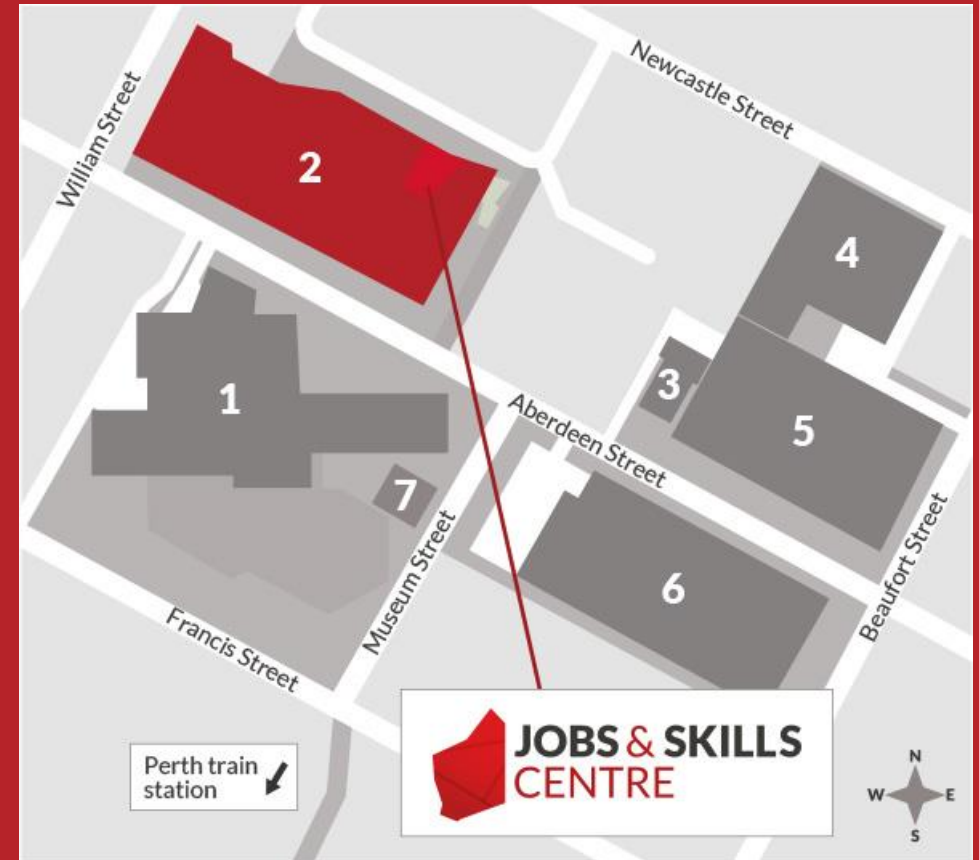 Newcastle Street
William Street
2
4
1
3
Aberdeen Street
5
7
Museum Street
6
Beaufort Street
Francis Street
JOBS & SKILLS
CENTRE
Perth train
station
N
W E
S